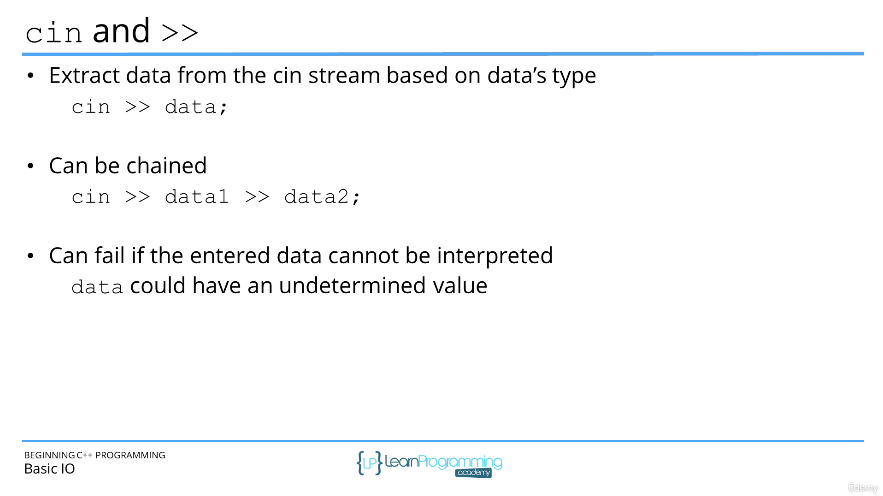 cin and >>
• Extract data from the cin stream based on data's type
cin >> data;
• Can be chained
cin >> data1 >> data2;
• Can fail if the entered data cannot be interpreted
data could have an undetermined value
BEGINNING C++ PROGRAMMING
Basic IO
{LP} LearnProgramming
academy
Udemy